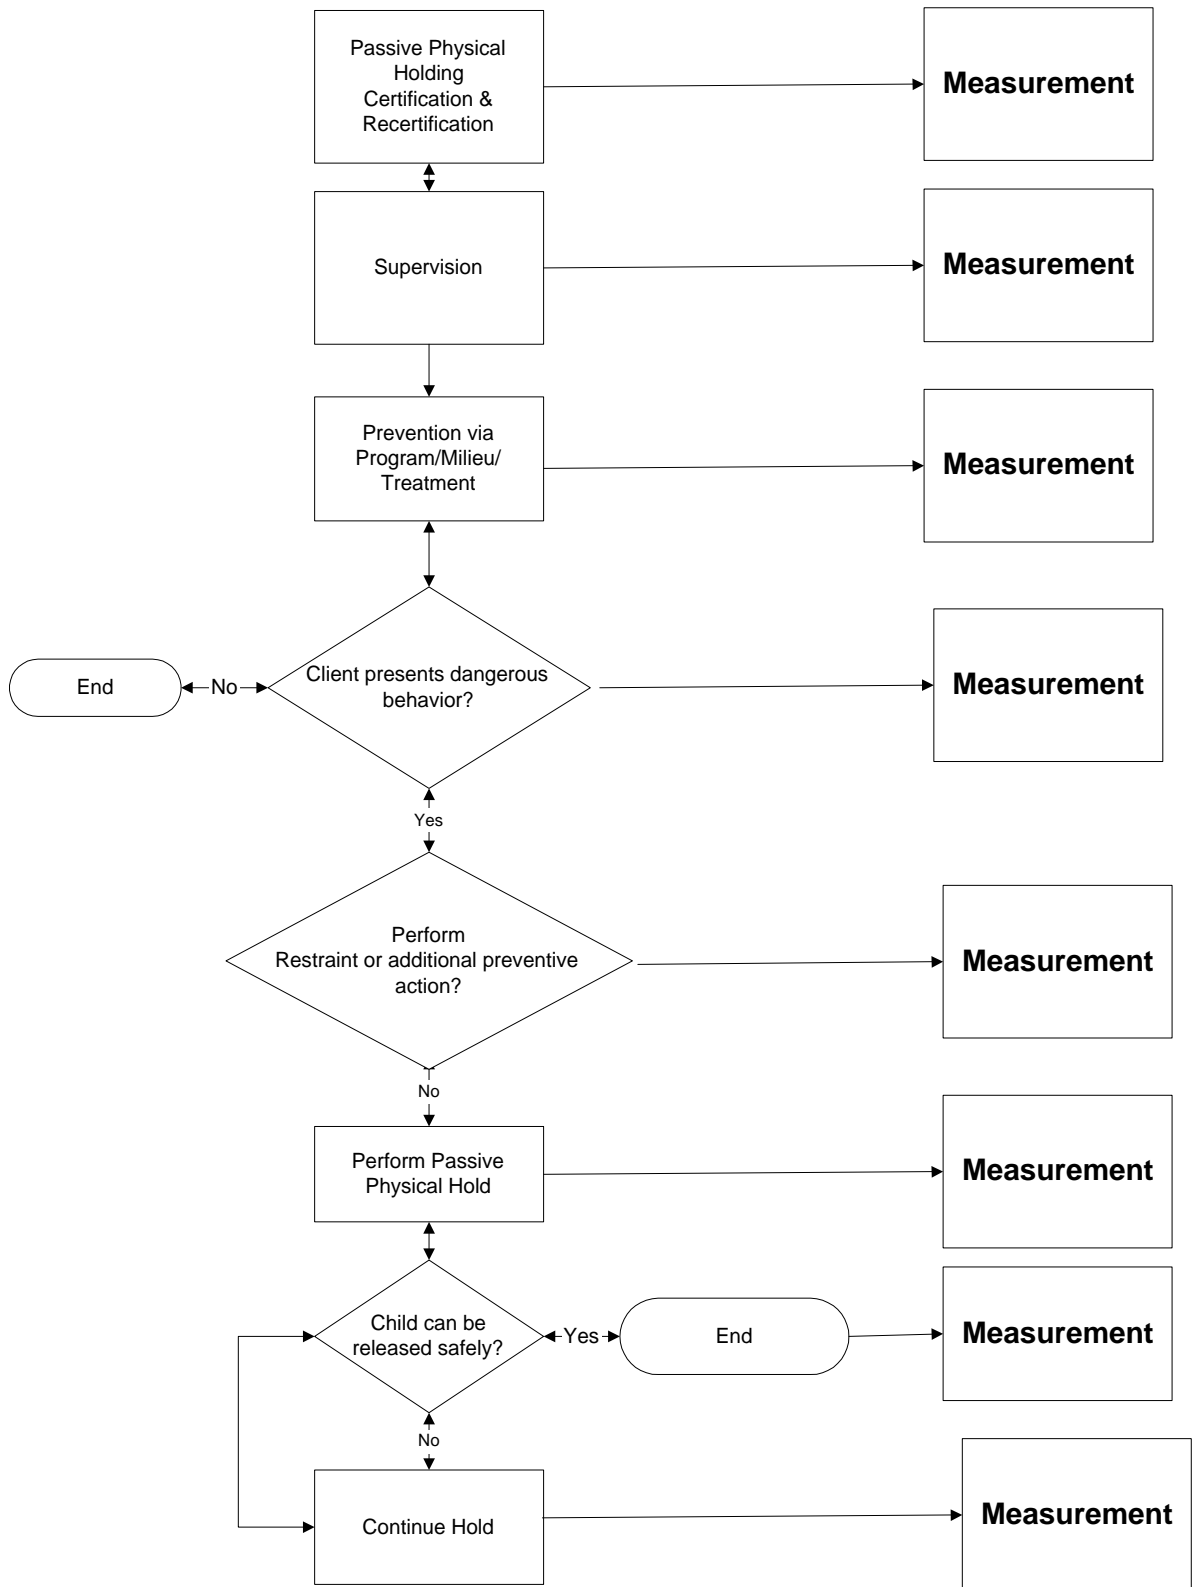 Passive Physical
Holding
Certification &
Recertification
Measurement
Supervision
Measurement
Prevention via
Program/Milieu/
Treatment
Measurement
Client presents dangerous
behavior?
No
End
Measurement
Yes
Perform
Restraint or additional preventive
action?
Measurement
No
Perform Passive
Physical Hold
Measurement
Child can be
released safely?
Yes
End
Measurement
No
Continue Hold
Measurement